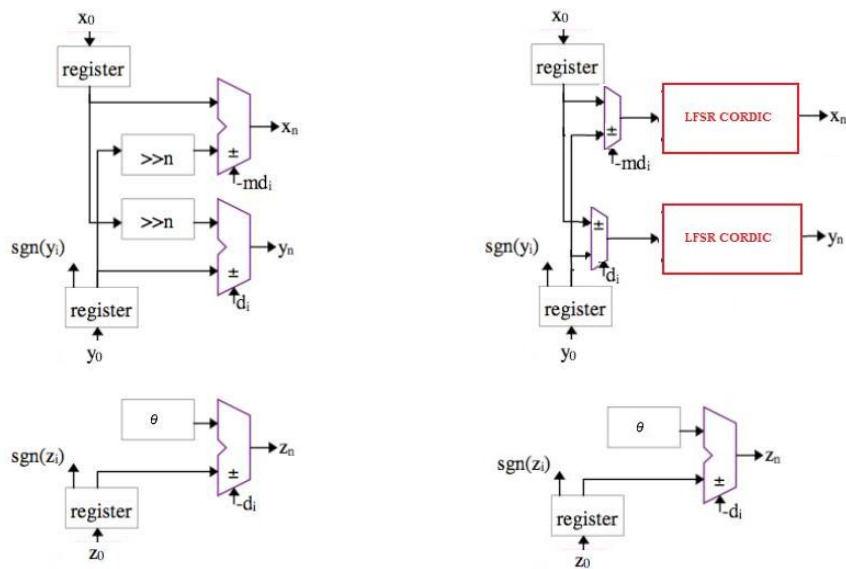 x₀
register
xₙ
>>n
±
-mdᵢ
>>n
sgn(yᵢ)
yₙ
±
register
dᵢ
y₀
θ
sgn(zᵢ)
zₙ
±
register
-dᵢ
z₀
x₀
register
LFSR CORDIC
xₙ
±
-mdᵢ
±
LFSR CORDIC
yₙ
sgn(yᵢ)
dᵢ
register
y₀
θ
zₙ
sgn(zᵢ)
±
register
-dᵢ
z₀